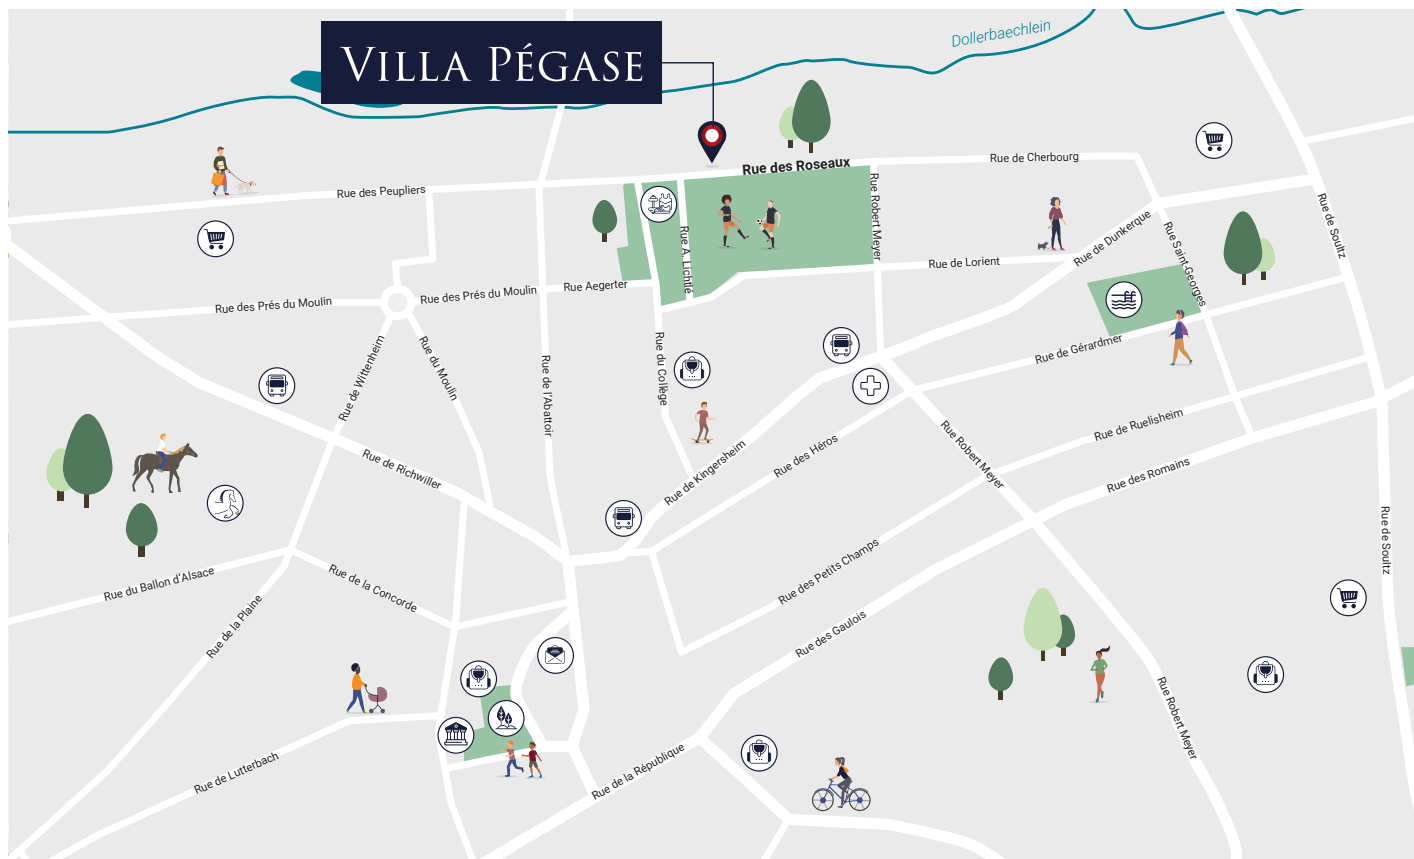 Dollerbaechlein
VILLA PÉGASE
Rue des Roseaux
Rue de Cherbourg
Rue des Peupliers
Rue Robert Meyer
Rue de Soultz
Rue de Dunkerque
Rue Saint-Georges
Rue A. Lichtlé
Rue de Lorient
Rue des Prés du Moulin
Rue des Prés du Moulin
Rue Aegerter
Rue de Wittenheim
Rue du Moulin
Rue de l'Abattoir
Rue du Collège
Rue de Gérardmer
Rue de Ruelisheim
Rue de Richwiller
Rue de Kingersheim
Rue des Héros
Rue Robert Meyer
Rue des Romains
Rue de Soultz
Rue du Ballon d'Alsace
Rue de la Concorde
Rue des Petits Champs
Rue de la Plaine
Rue des Gaulois
Rue Robert Meyer
Rue de Lutterbach
Rue de la République